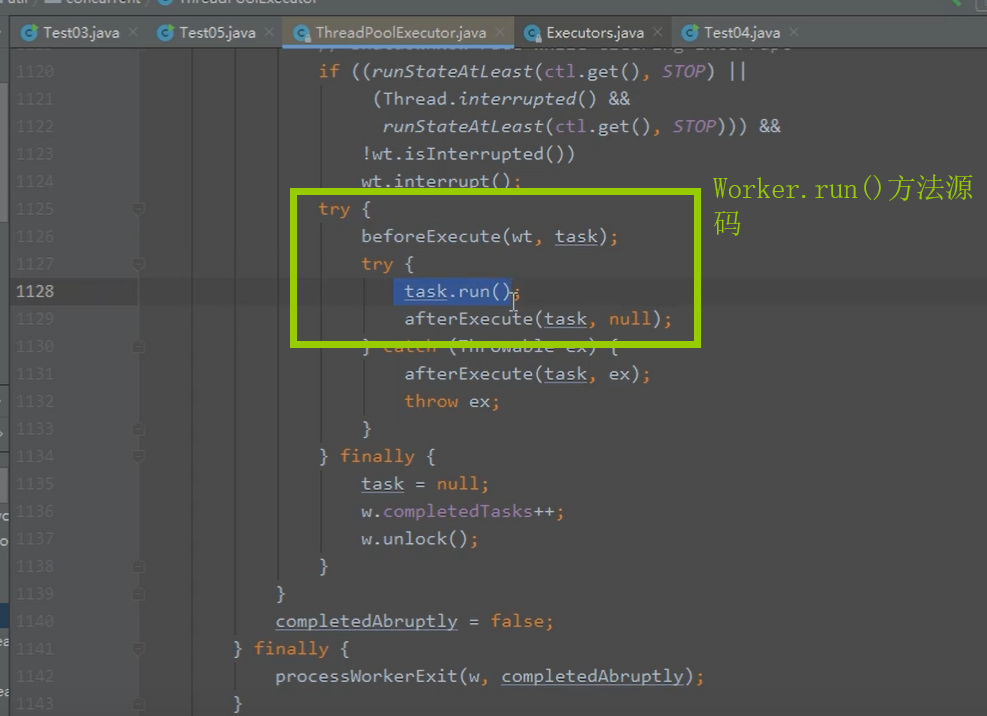 concurrent ThreadPoolExecutor
Test03.java Test05.java ThreadPoolExecutor.java Executors.java Test04.java
1120 if ((runStateAtLeast(ctl.get(), STOP) ||
1121 (Thread.interrupted() &&
1122 runStateAtLeast(ctl.get(), STOP))) &&
1123 !wt.isInterrupted())
1124 wt.interrupt();
1125 try {
1126 beforeExecute(wt, task);
1127 try {
1128 task.run();
1129 afterExecute(task, null);
1130 } catch (Throwable ex) {
1131 afterExecute(task, ex);
1132 throw ex;
1133 }
1134 } finally {
1135 task = null;
1136 w.completedTasks++;
1137 w.unlock();
1138 }
1139 }
1140 completedAbruptly = false;
1141 } finally {
1142 processWorkerExit(w, completedAbruptly);
1143 }
Worker.run()方法源
码